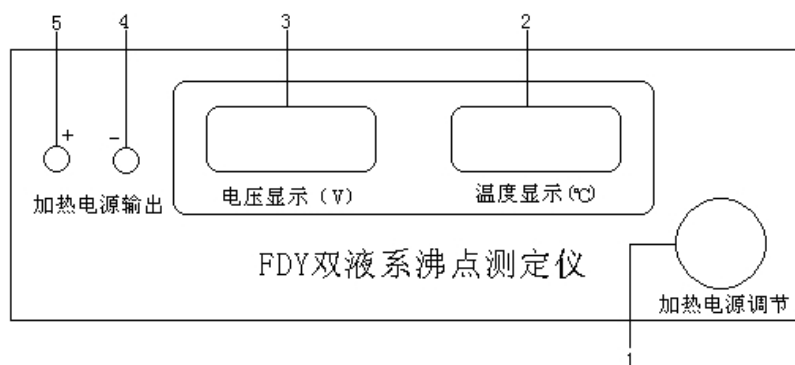 5 4 3 2
+ -
加热电源输出
电压显示（V） 温度显示(℃)
FDY双液系沸点测定仪
加热电源调节
1